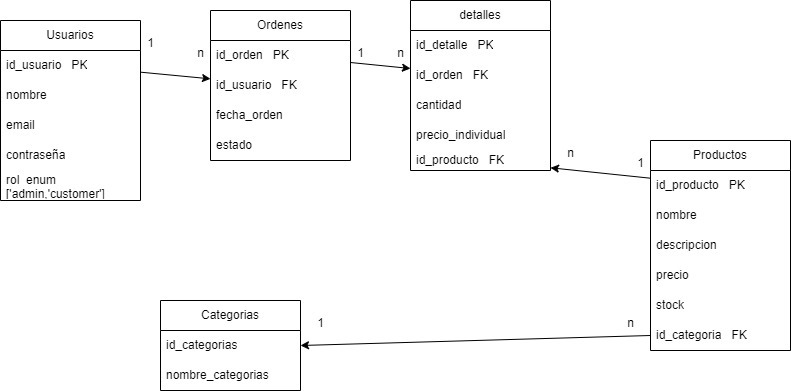 Usuarios
id_usuario PK
nombre
email
contraseña
rol enum
['admin,'customer']
1
n
Ordenes
id_orden PK
id_usuario FK
fecha_orden
estado
1
n
detalles
id_detalle PK
id_orden FK
cantidad
precio_individual
id_producto FK
n
1
Productos
id_producto PK
nombre
descripcion
precio
stock
id_categoria FK
Categorias
id_categorias
nombre_categorias
1
n